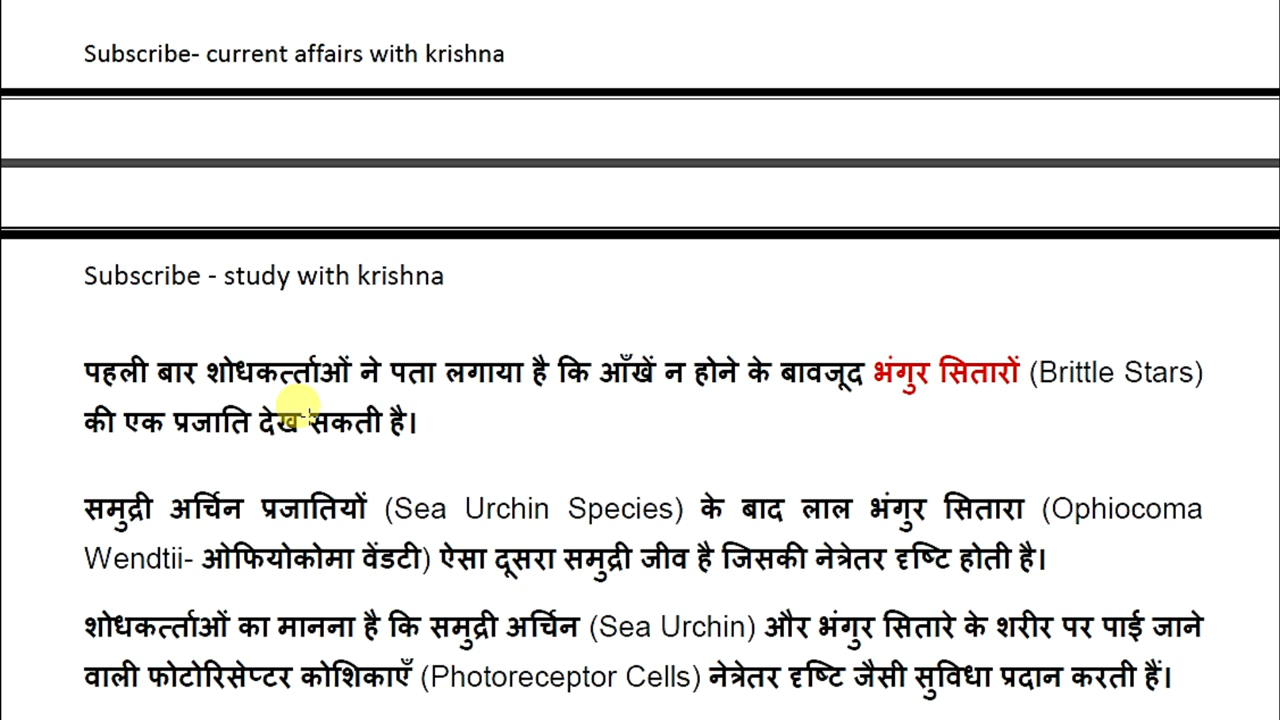 Subscribe- current affairs with krishna
Subscribe - study with krishna
पहली बार शोधकर्त्ताओं ने पता लगाया है कि आँखें न होने के बावजूद भंगुर सितारों (Brittle Stars)
की एक प्रजाति देख सकती है।
समुद्री अर्चिन प्रजातियों (Sea Urchin Species) के बाद लाल भंगुर सितारा (Ophiocoma
Wendtii- ओफियोकोमा वेंडटी) ऐसा दूसरा समुद्री जीव है जिसकी नेत्रेतर दृष्टि होती है।
शोधकर्त्ताओं का मानना है कि समुद्री अर्चिन (Sea Urchin) और भंगुर सितारे के शरीर पर पाई जाने
वाली फोटोरिसेप्टर कोशिकाएँ (Photoreceptor Cells) नेत्रेतर दृष्टि जैसी सुविधा प्रदान करती हैं।